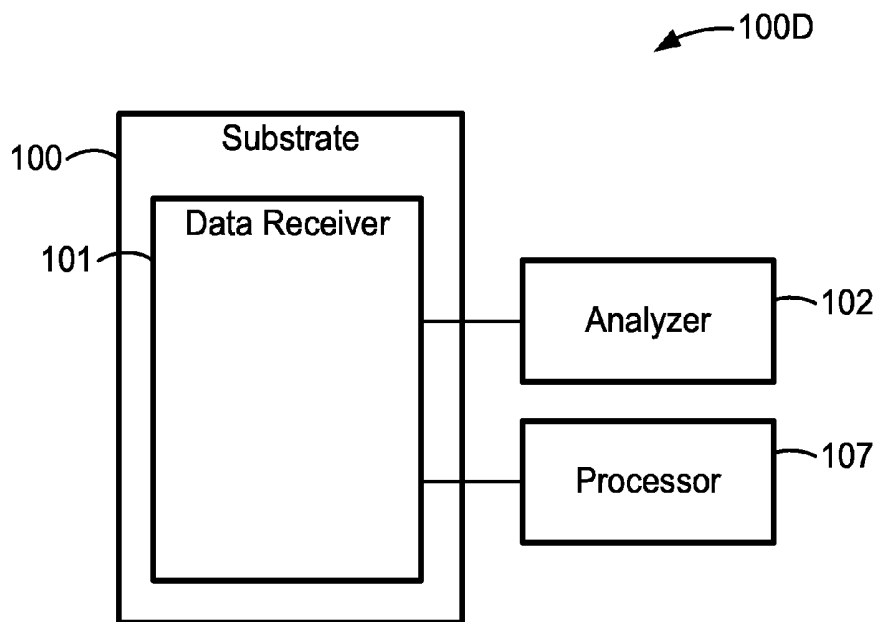 100D
Substrate
100
Data Receiver
101
Analyzer
102
Processor
107